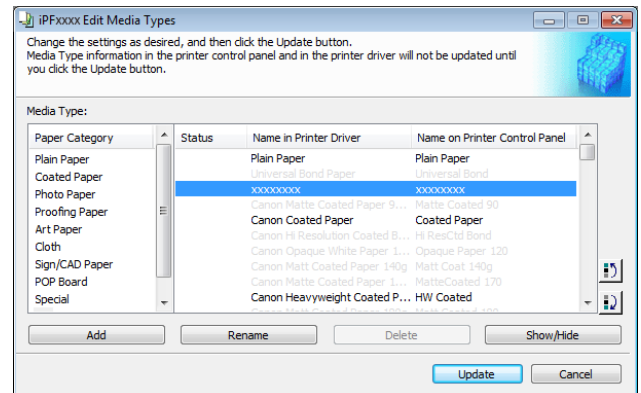 iPFxxxx Edit Media Types
Change the settings as desired, and then click the Update button.
Media Type information in the printer control panel and in the printer driver will not be updated until
you click the Update button.
Media Type:
Paper Category
Status Name in Printer Driver Name on Printer Control Panel
Plain Paper
Coated Paper
Photo Paper
Proofing Paper
Art Paper
Cloth
Sign/CAD Paper
POP Board
Special
Plain Paper Plain Paper
Universal Bond Paper Universal Bond
xxxxxxxx xxxxxxxx
Canon Matte Coated Paper 9... Matte Coated 90
Canon Coated Paper Coated Paper
Canon Hi Resolution Coated B... Hi ResCtd Bond
Canon Opaque White Paper 1... Opaque Paper 120
Canon Matt Coated Paper 140g Matt Coat 140g
Canon Matte Coated Paper 1... MatteCoated 170
Canon Heavyweight Coated P... HW Coated
Add Rename Delete Show/Hide
Update Cancel